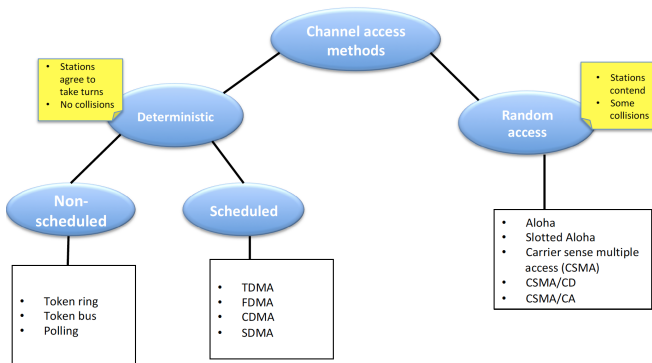 Channel access
methods
• Stations
agree to
take turns
• No collisions
Deterministic
• Stations
contend
• Some
collisions
Random
access
Non-
scheduled
Scheduled
• Token ring
• Token bus
• Polling
• TDMA
• FDMA
• CDMA
• SDMA
• Aloha
• Slotted Aloha
• Carrier sense multiple
access (CSMA)
• CSMA/CD
• CSMA/CA